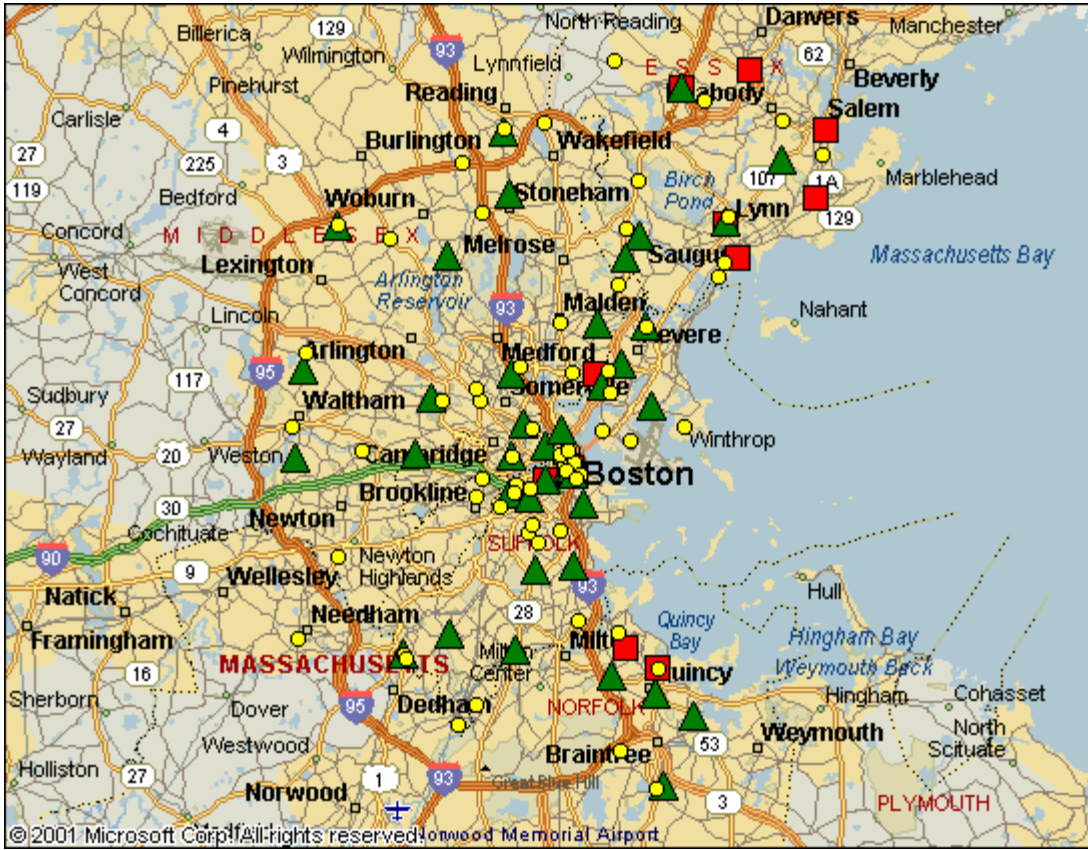 North Reading
Danvers
Manchester
Billerica
129
Wilmington
93
Lynnfield
E S S X
62
Beverly
Pinehurst
Reading
abody
Salem
Carlisle
4
Burlington
Wakefield
27
3
225
119
Bedford
Woburn
Stoneham
Birch
Pond
107
1A
Marblehead
Lynn
129
Concord
M I D D L E S E X
Melrose
Saugu
Massachusetts Bay
West
Concord
Lexington
Arlington
Reservoir
93
Malden
Nahant
Lincoln
evere
Arlington
Medford
95
117
Somerville
Sudbury
Waltham
27
Winthrop
Wayland
20
Weston
Cambridge
Boston
Brookline
30
Newton
Cochituate
SUFFOLK
90
9
Newton
Highlands
Wellesley
93
Hull
Natick
28
Quincy
Bay
Needham
Milt
Hingham Bay
Framingham
16
MASSACHUSETTS
Milton
Center
uincy
Weymouth Back
Sherborn
95
Dover
Dedham
NORFOLK
Hingham
Cohasset
North
Scituate
Westwood
53
Weymouth
Braintree
Holliston
27
1
93
Great Blue Hill
Norwood
3
PLYMOUTH
© 2001 Microsoft Corp. All rights reserved.
Norwood Memorial Airport